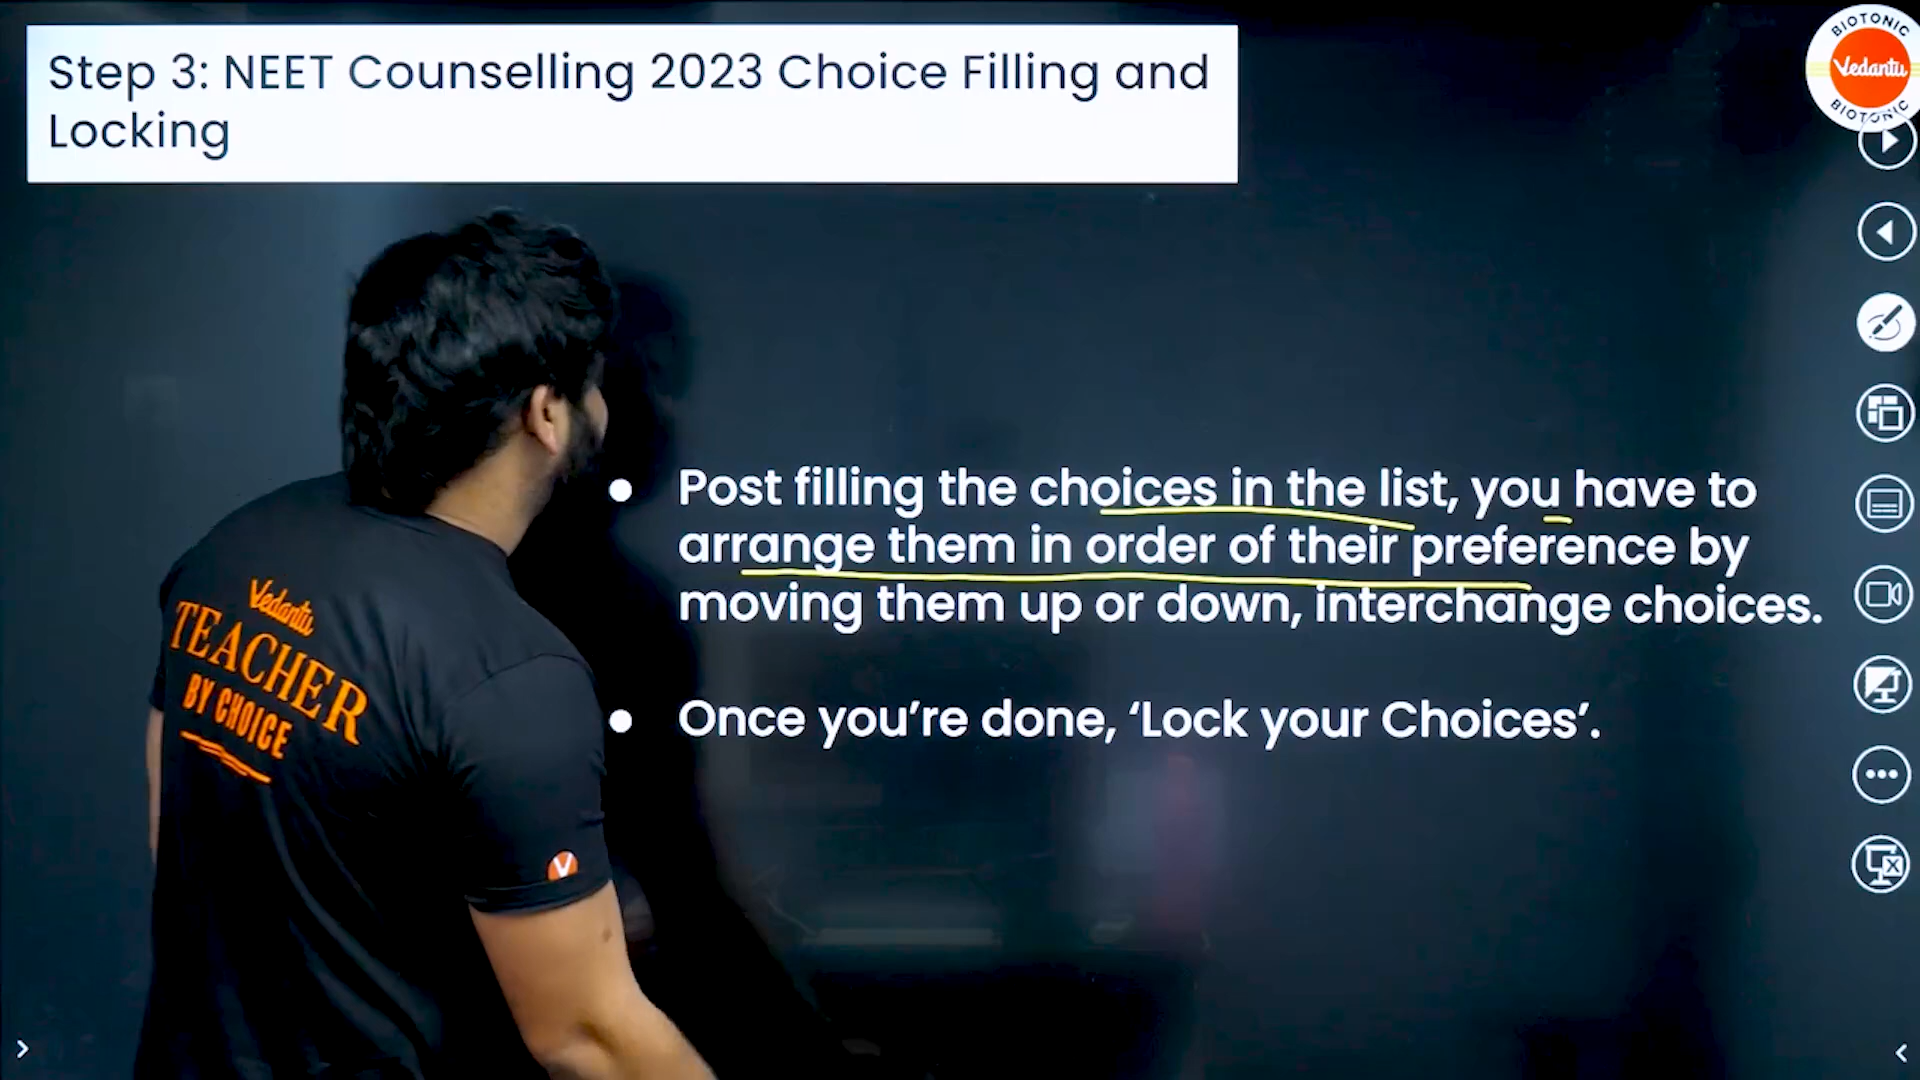 Step 3: NEET Counselling 2023 Choice Filling and
Locking
BIOTONIC
Vedantu
BIOTONIC
Post filling the choices in the list, you have to
arrange them in order of their preference by
moving them up or down, interchange choices.
Once you're done, ‘Lock your Choices’.
Vedantu
TEACHER
BY CHOICE
V